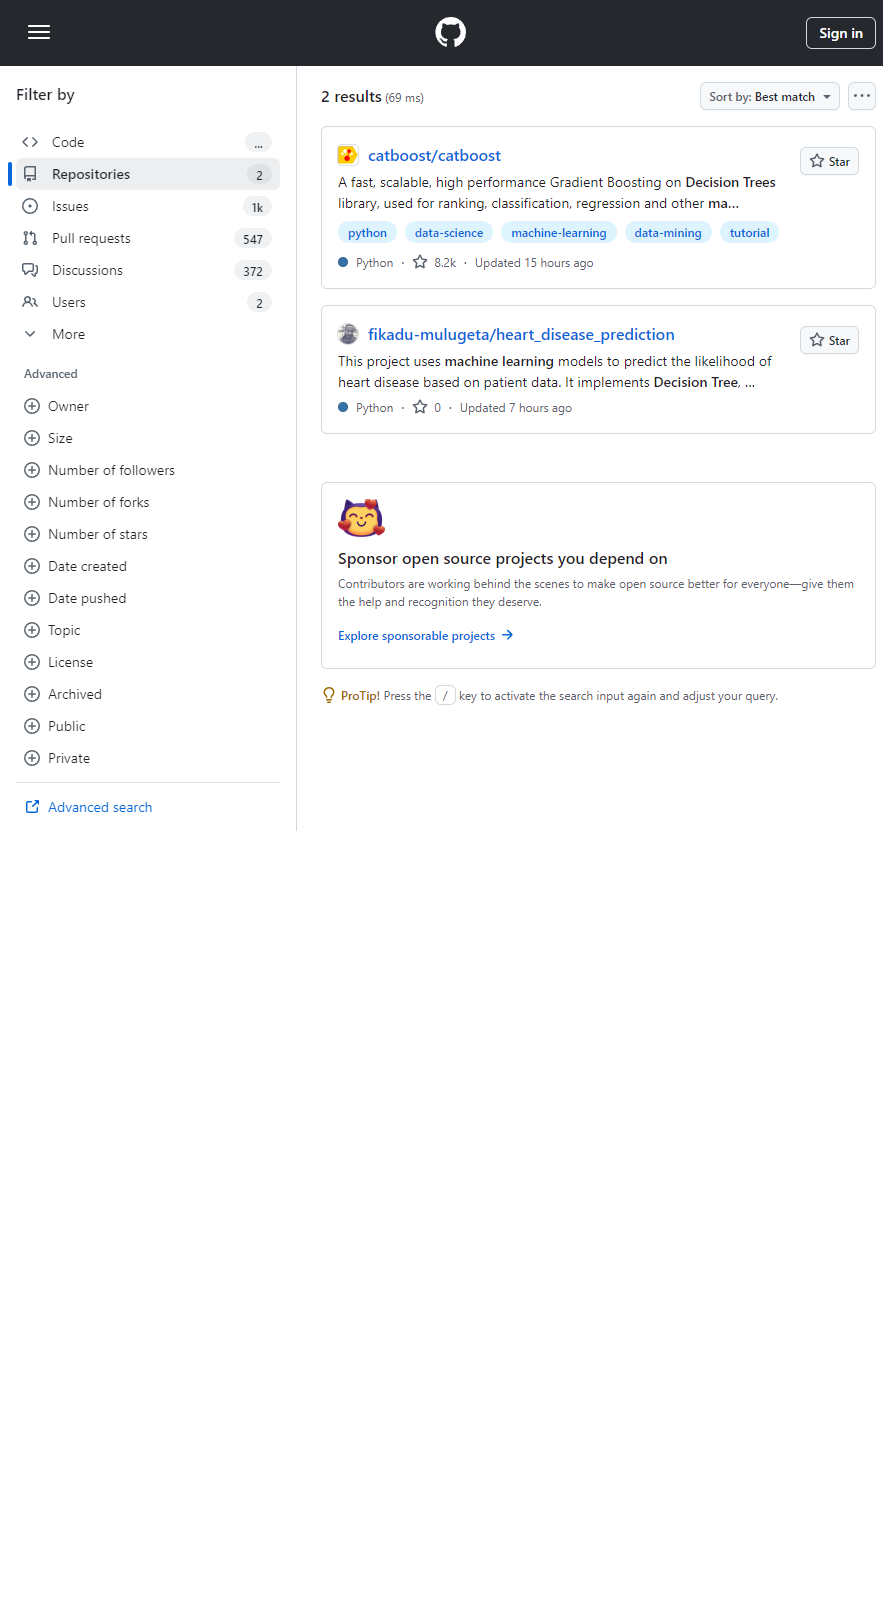 Sign in
Filter by
Code ...
Repositories 2
Issues 1k
Pull requests 547
Discussions 372
Users 2
More
Advanced
Owner
Size
Number of followers
Number of forks
Number of stars
Date created
Date pushed
Topic
License
Archived
Public
Private
Advanced search
2 results (69 ms)
Sort by: Best match
catboost/catboost
Star
A fast, scalable, high performance Gradient Boosting on Decision Trees
library, used for ranking, classification, regression and other ma...
python data-science machine-learning data-mining tutorial
Python · 8.2k · Updated 15 hours ago
fikadu-mulugeta/heart_disease_prediction
Star
This project uses machine learning models to predict the likelihood of
heart disease based on patient data. It implements Decision Tree, ...
Python · 0 · Updated 7 hours ago
Sponsor open source projects you depend on
Contributors are working behind the scenes to make open source better for everyone—give them
the help and recognition they deserve.
Explore sponsorable projects
ProTip! Press the / key to activate the search input again and adjust your query.